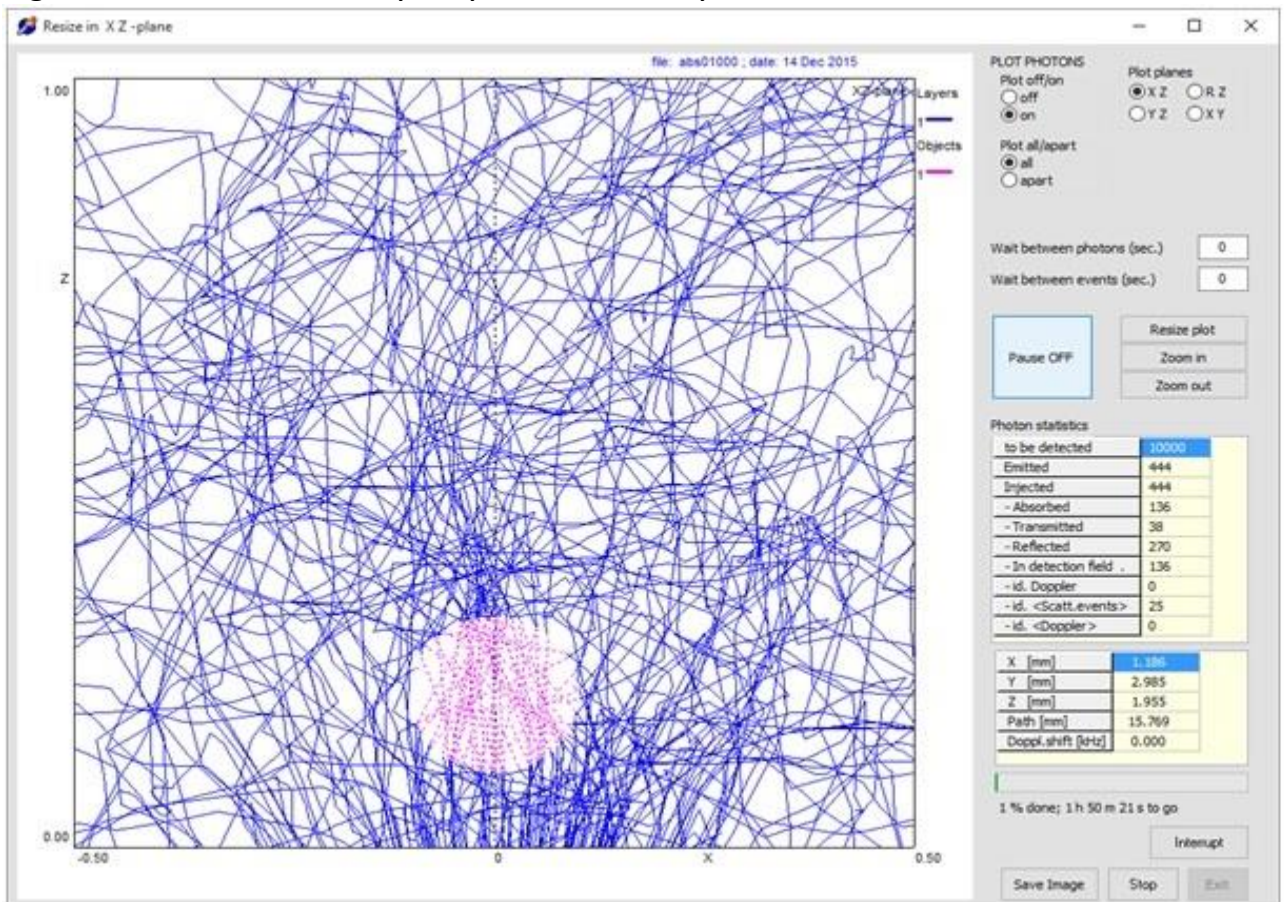 Resize in X Z -plane
file: abs01000 ; date: 14 Dec 2015
1.00
Z
0.00
-0.50
0
X
0.50
XZ-plane
Layers
1
Objects
1
PLOT PHOTONS
Plot off/on
off
on
Plot planes
X Z
R Z
Y Z
X Y
Plot all/apart
all
apart
Wait between photons (sec.) 0
Wait between events (sec.) 0
Pause OFF
Resize plot
Zoom in
Zoom out
Photon statistics
to be detected 10000
Emitted 444
Injected 444
- Absorbed 136
- Transmitted 38
- Reflected 270
- In detection field . 136
- id. Doppler 0
- id. <Scatt.events> 25
- id. <Doppler> 0
X [mm] 1.186
Y [mm] 2.985
Z [mm] 1.955
Path [mm] 15.769
Doppl.shift [kHz] 0.000
1 % done; 1 h 50 m 21 s to go
Interrupt
Save Image
Stop
Exit